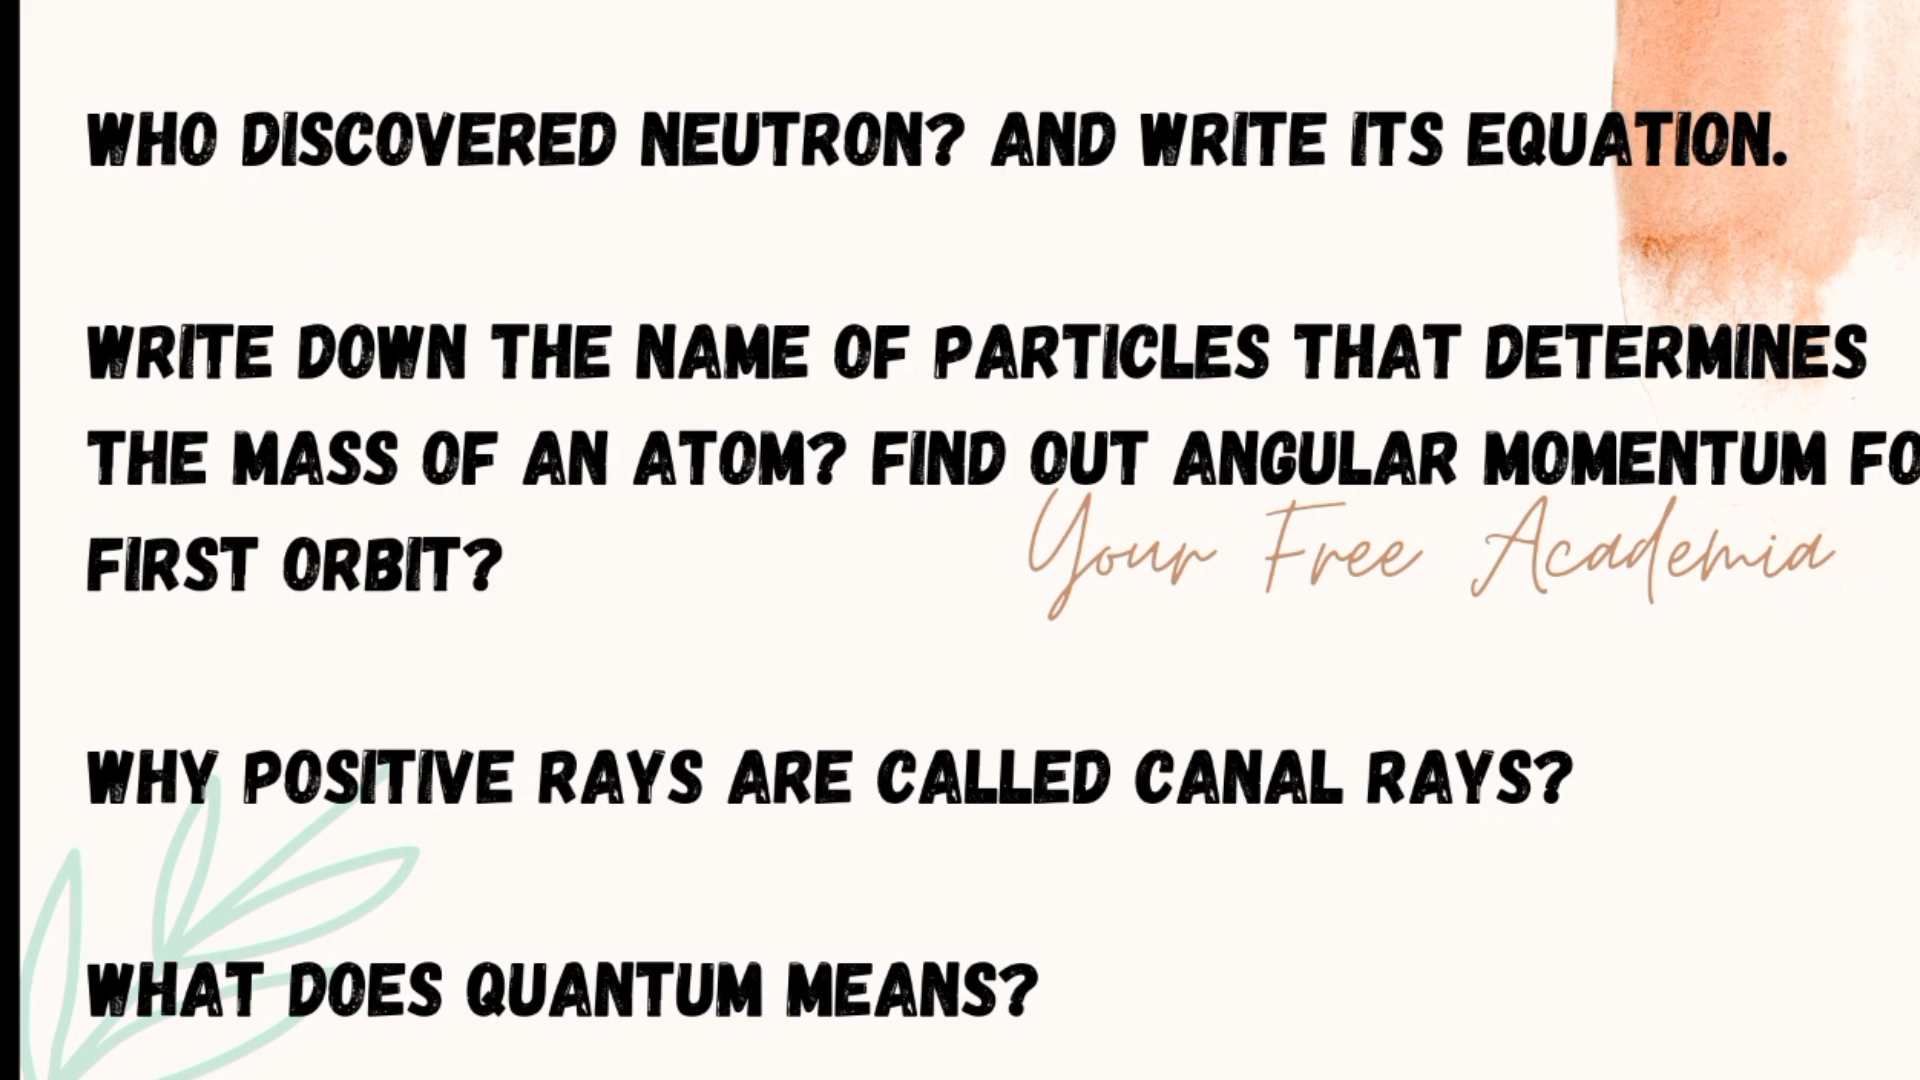 WHO DISCOVERED NEUTRON? AND WRITE ITS EQUATION.
WRITE DOWN THE NAME OF PARTICLES THAT DETERMINES
THE MASS OF AN ATOM? FIND OUT ANGULAR MOMENTUM FO
FIRST ORBIT?
Your Free Academia
WHY POSITIVE RAYS ARE CALLED CANAL RAYS?
WHAT DOES QUANTUM MEANS?